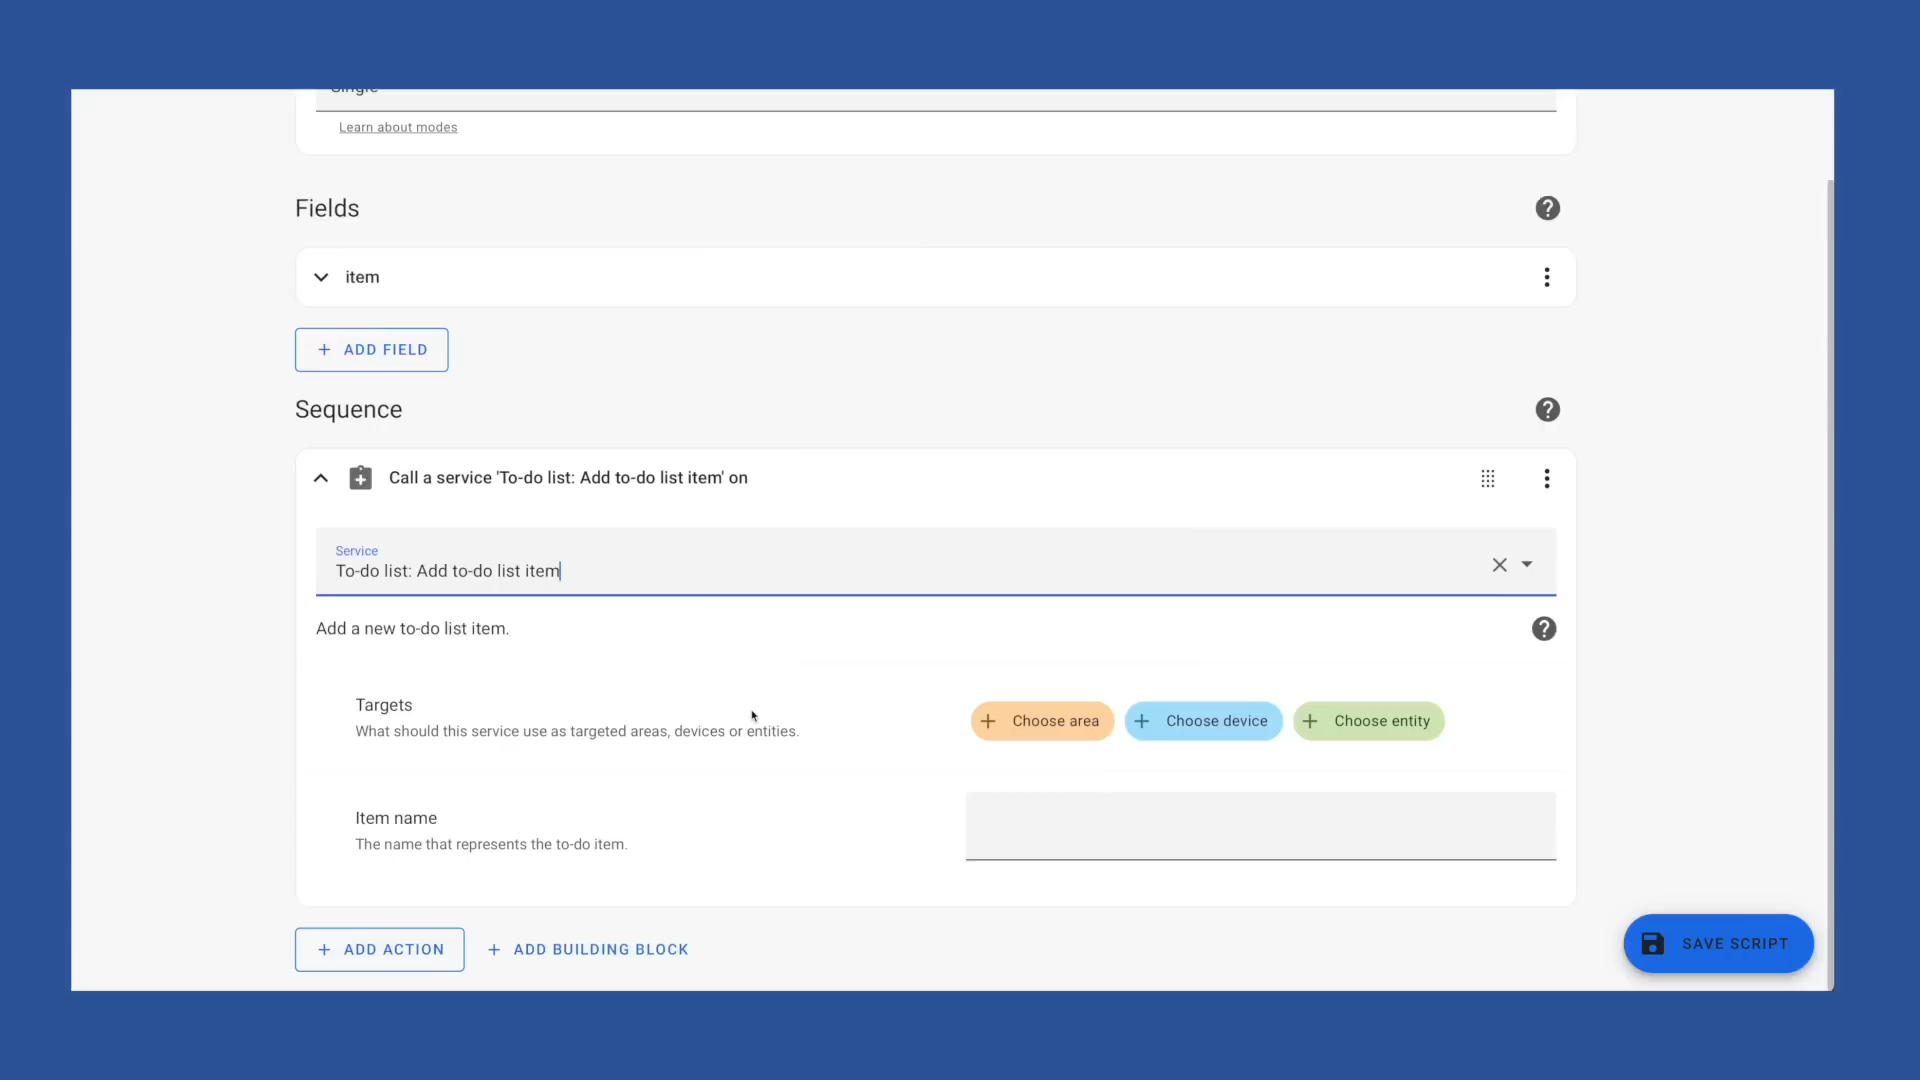 Single
Learn about modes
Fields
item
ADD FIELD
Sequence
Call a service 'To-do list: Add to-do list item' on
Service
To-do list: Add to-do list item
Add a new to-do list item.
Targets
What should this service use as targeted areas, devices or entities.
Choose area
Choose device
Choose entity
Item name
The name that represents the to-do item.
ADD ACTION
ADD BUILDING BLOCK
SAVE SCRIPT